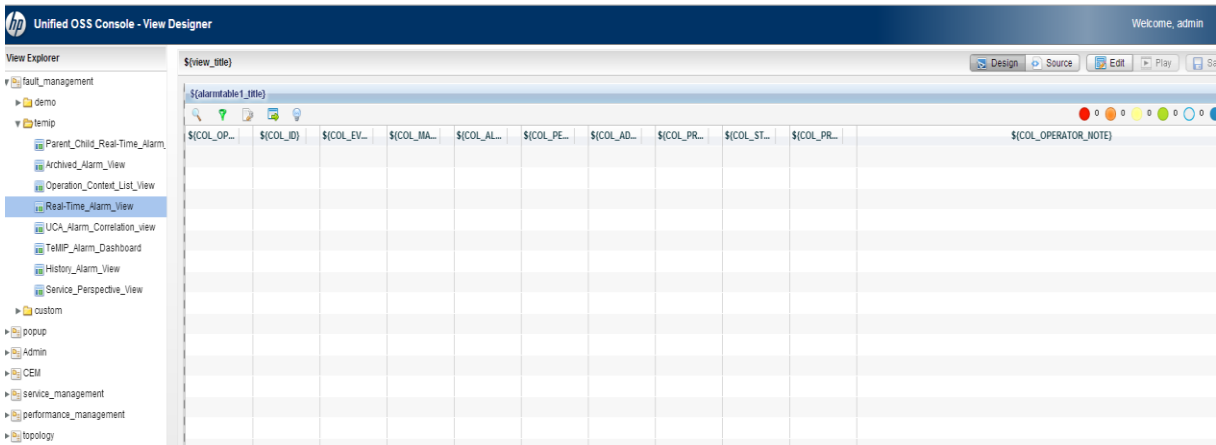 hp Unified OSS Console - View Designer
Welcome, admin
View Explorer
fault_management
demo
temip
Parent_Child_Real-Time_Alarm_
Archived_Alarm_View
Operation_Context_List_View
Real-Time_Alarm_View
UCA_Alarm_Correlation_view
TeMIP_Alarm_Dashboard
History_Alarm_View
Service_Perspective_View
custom
popup
Admin
CEM
service_management
performance_management
topology
${view_title}
Design Source Edit Play Sa
${alarmtable1_title}
0 0 0 0 0
${COL_OP... ${COL_ID} ${COL_EV... ${COL_MA... ${COL_AL... ${COL_PE... ${COL_AD... ${COL_PR... ${COL_ST... ${COL_PR... ${COL_OPERATOR_NOTE}